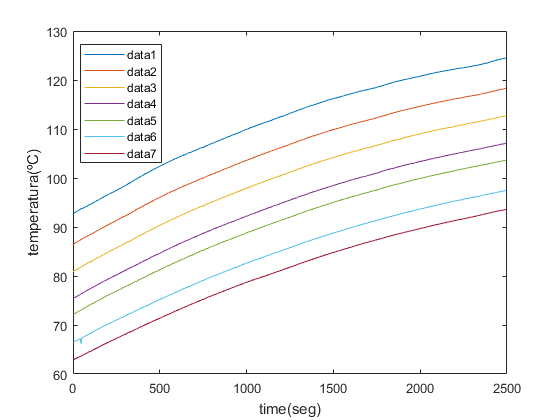 130
120
110
100
90
80
70
60
temperatura(ºC)
data1
data2
data3
data4
data5
data6
data7
0
500
1000
1500
2000
2500
time(seg)